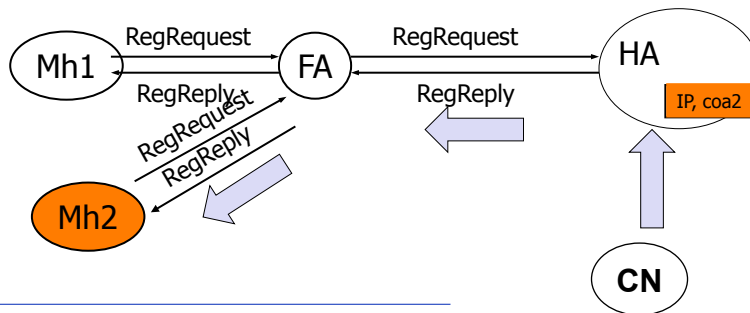 RegRequest
RegRequest
Mh1
FA
HA
RegReply
RegReply
IP, coa2
RegRequest
RegReply
Mh2
CN